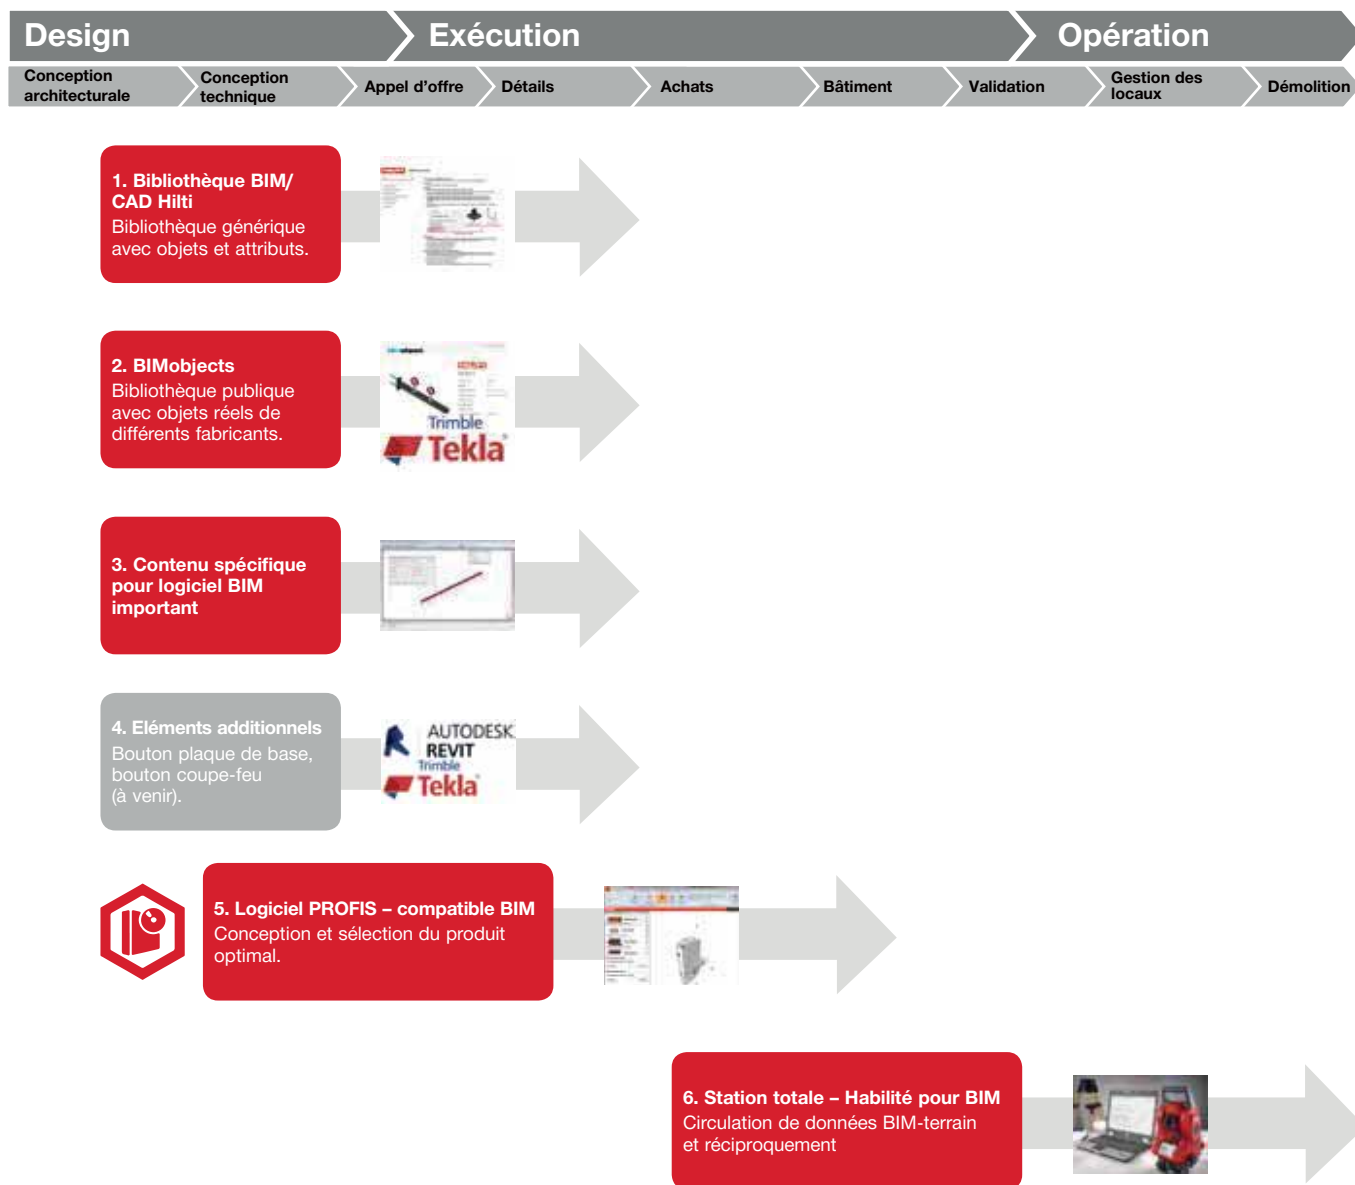 Design
Exécution
Opération
Conception
architecturale
Conception
technique
Appel d'offre
Détails
Achats
Bâtiment
Validation
Gestion des
locaux
Démolition
1. Bibliothèque BIM/
CAD Hilti
Bibliothèque générique
avec objets et attributs.
2. BIMobjects
Bibliothèque publique
avec objets réels de
différents fabricants.
Trimble
Tekla
3. Contenu spécifique
pour logiciel BIM
important
4. Eléments additionnels
Bouton plaque de base,
bouton coupe-feu
(à venir).
AUTODESK
REVIT
Trimble
Tekla
5. Logiciel PROFIS – compatible BIM
Conception et sélection du produit
optimal.
6. Station totale – Habilité pour BIM
Circulation de données BIM-terrain
et réciproquement